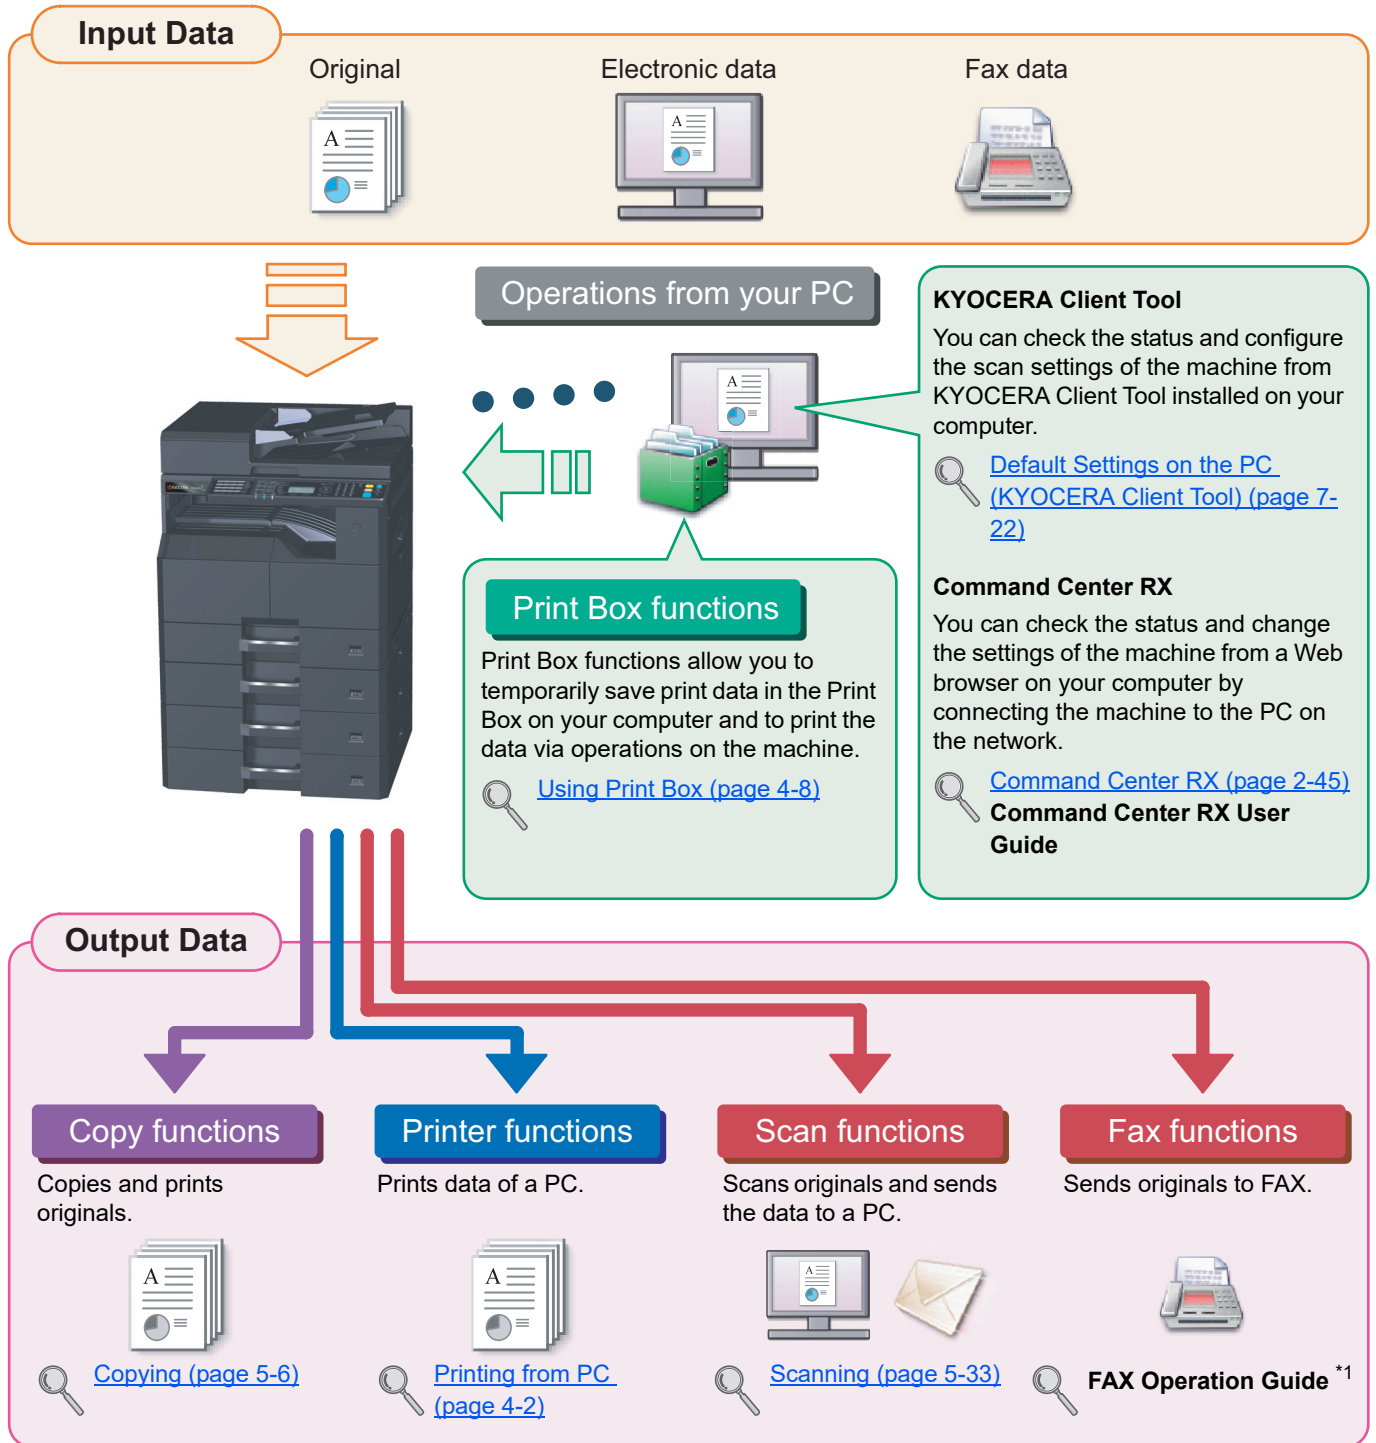 Input Data
Original
Electronic data
Fax data
Operations from your PC
KYOCERA Client Tool
You can check the status and configure
the scan settings of the machine from
KYOCERA Client Tool installed on your
computer.
Default Settings on the PC
(KYOCERA Client Tool) (page 7-
22)
Command Center RX
You can check the status and change
the settings of the machine from a Web
browser on your computer by
connecting the machine to the PC on
the network.
Command Center RX (page 2-45)
Command Center RX User
Guide
Print Box functions
Print Box functions allow you to
temporarily save print data in the Print
Box on your computer and to print the
data via operations on the machine.
Using Print Box (page 4-8)
Output Data
Copy functions
Copies and prints
originals.
A
Copying (page 5-6)
Printer functions
Prints data of a PC.
A
Printing from PC
(page 4-2)
Scan functions
Scans originals and sends
the data to a PC.
Scanning (page 5-33)
Fax functions
Sends originals to FAX.
FAX Operation Guide *1